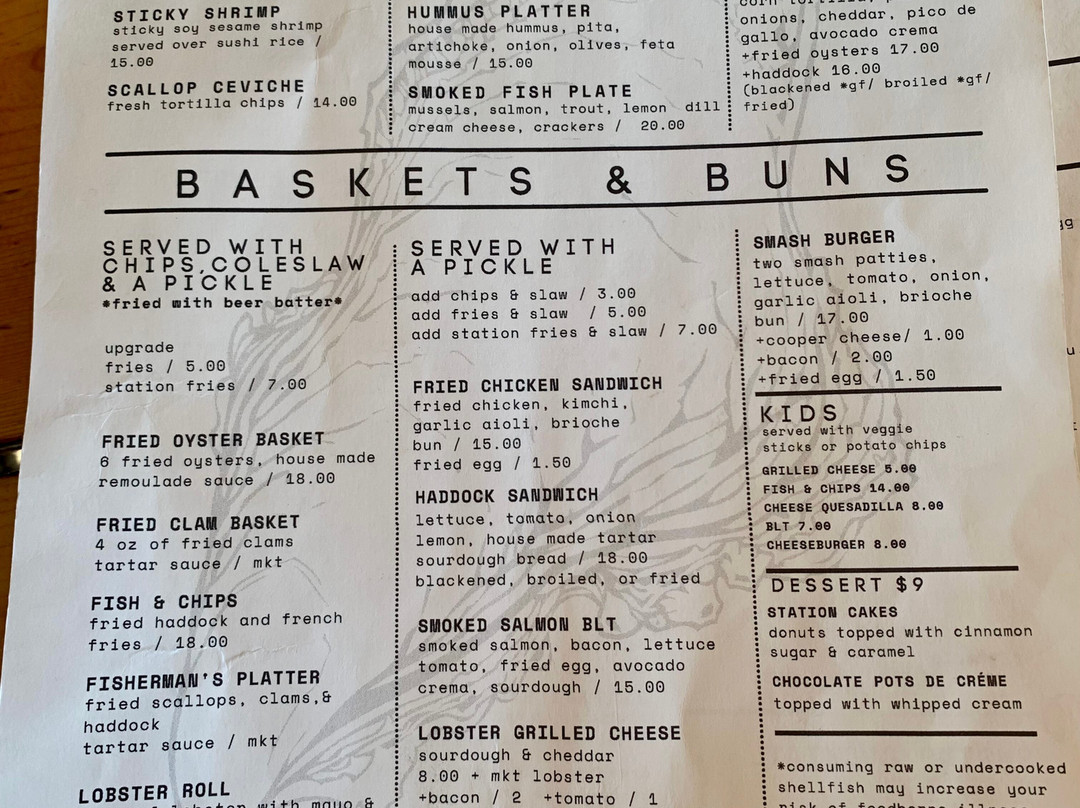 STICKY SHRIMP
sticky soy sesame shrimp
served over sushi rice /
15.00
SCALLOP CEVICHE
fresh tortilla chips / 14.00
HUMMUS PLATTER
house made hummus, pita,
artichoke, onion, olives, feta
mousse / 15.00
SMOKED FISH PLATE
mussels, salmon, trout, lemon dill
cream cheese, crackers / 20.00
onions, cheddar, pico de
gallo, avocado crema
+fried oysters 17.00
+haddock 16.00
(blackened *gf/ broiled *gf/
fried)
BASKETS & BUNS
SERVED WITH
CHIPS,COLESLAW
& A PICKLE
*fried with beer batter*
upgrade
fries / 5.00
station fries / 7.00
FRIED OYSTER BASKET
6 fried oysters, house made
remoulade sauce / 18.00
FRIED CLAM BASKET
4 oz of fried clams
tartar sauce / mkt
FISH & CHIPS
fried haddock and french
fries / 18.00
FISHERMAN'S PLATTER
fried scallops, clams,&
haddock
tartar sauce / mkt
LOBSTER ROLL
lobster with mayo &
SERVED WITH
A PICKLE
add chips & slaw / 3.00
add fries & slaw / 5.00
add station fries & slaw / 7.00
FRIED CHICKEN SANDWICH
fried chicken, kimchi,
garlic aioli, brioche
bun / 15.00
fried egg / 1.50
HADDOCK SANDWICH
lettuce, tomato, onion
lemon, house made tartar
sourdough bread / 18.00
blackened, broiled, or fried
SMOKED SALMON BLT
smoked salmon, bacon, lettuce
tomato, fried egg, avocado
crema, sourdough / 15.00
LOBSTER GRILLED CHEESE
sourdough & cheddar
8.00 + mkt lobster
+bacon / 2 +tomato / 1
SMASH BURGER
two smash patties,
lettuce, tomato, onion,
garlic aioli, brioche
bun / 17.00
+cooper cheese/ 1.00
+bacon / 2.00
+fried egg / 1.50
KIDS
served with veggie
sticks or potato chips
GRILLED CHEESE 5.00
FISH & CHIPS 14.00
CHEESE QUESADILLA 8.00
BLT 7.00
CHEESEBURGER 8.00
DESSERT $9
STATION CAKES
donuts topped with cinnamon
sugar & caramel
CHOCOLATE POTS DE CRÉME
topped with whipped cream
*consuming raw or undercooked
shellfish may increase your